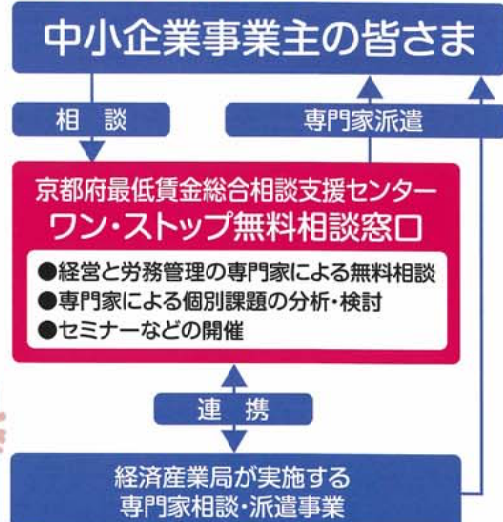 中小企業事業主の皆さま
相談
専門家派遣
京都府最低賃金総合相談支援センター
ワン・ストップ無料相談窓口
●経営と労務管理の専門家による無料相談
●専門家による個別課題の分析・検討
●セミナーなどの開催
連携
経済産業局が実施する
専門家相談・派遣事業